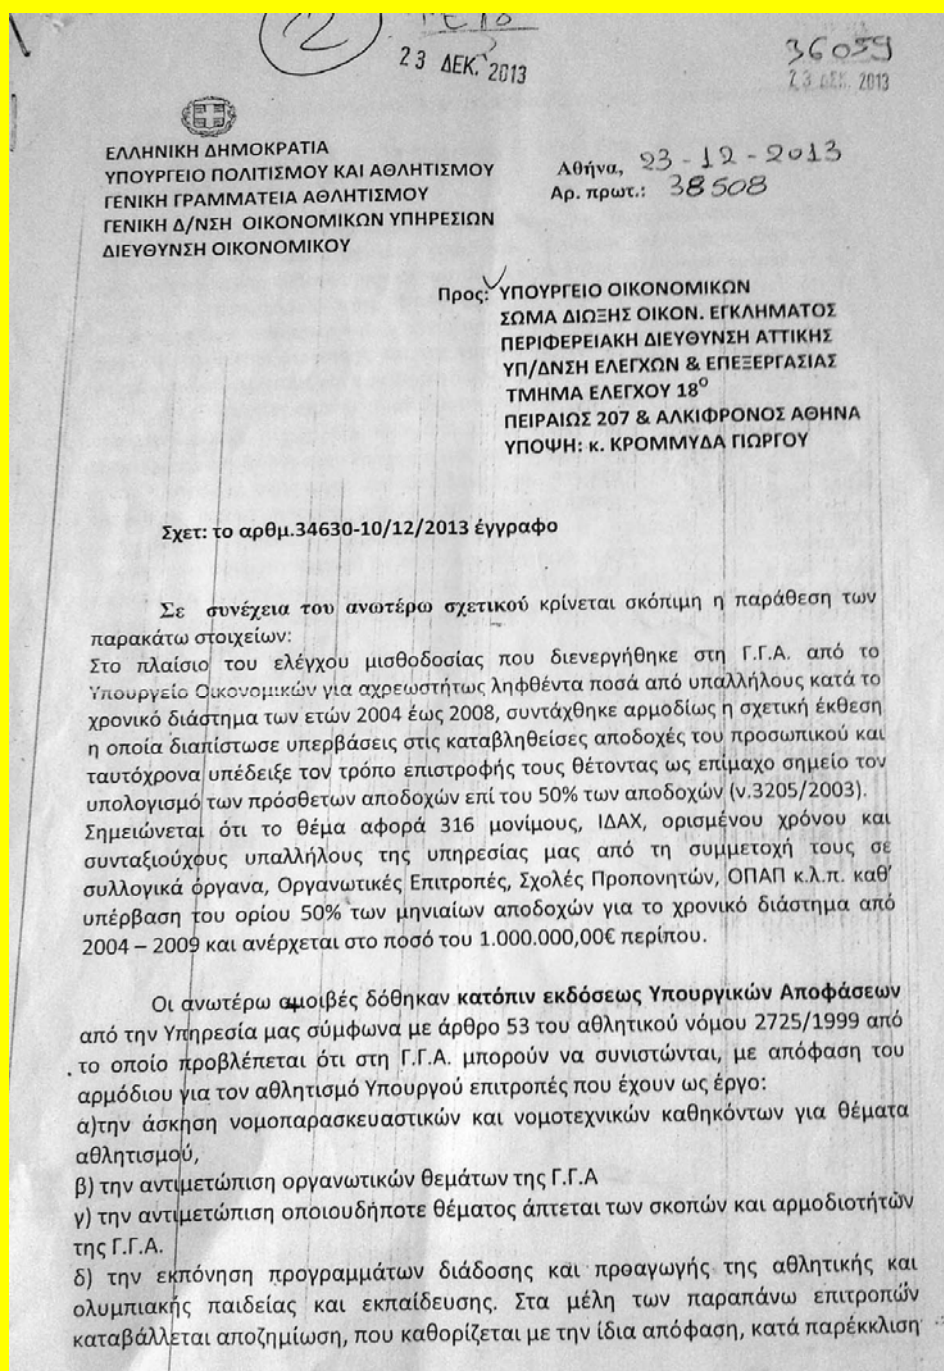 2
23 ΔΕΚ. 2013
36059
23 ΔΕΚ. 2013
ΕΛΛΗΝΙΚΗ ΔΗΜΟΚΡΑΤΙΑ
ΥΠΟΥΡΓΕΙΟ ΠΟΛΙΤΙΣΜΟΥ ΚΑΙ ΑΘΛΗΤΙΣΜΟΥ
ΓΕΝΙΚΗ ΓΡΑΜΜΑΤΕΙΑ ΑΘΛΗΤΙΣΜΟΥ
ΓΕΝΙΚΗ Δ/ΝΣΗ ΟΙΚΟΝΟΜΙΚΩΝ ΥΠΗΡΕΣΙΩΝ
ΔΙΕΥΘΥΝΣΗ ΟΙΚΟΝΟΜΙΚΟΥ
Αθήνα, 23-12-2013
Αρ. πρωτ.: 38508
Προς: ΥΠΟΥΡΓΕΙΟ ΟΙΚΟΝΟΜΙΚΩΝ
ΣΩΜΑ ΔΙΩΞΗΣ ΟΙΚΟΝ. ΕΓΚΛΗΜΑΤΟΣ
ΠΕΡΙΦΕΡΕΙΑΚΗ ΔΙΕΥΘΥΝΣΗ ΑΤΤΙΚΗΣ
ΥΠ/ΔΝΣΗ ΕΛΕΓΧΩΝ & ΕΠΕΞΕΡΓΑΣΙΑΣ
ΤΜΗΜΑ ΕΛΕΓΧΟΥ 18Ο
ΠΕΙΡΑΙΩΣ 207 & ΑΛΚΙΦΡΟΝΟΣ ΑΘΗΝΑ
ΥΠΟΨΗ: κ. ΚΡΟΜΜΥΔΑ ΓΙΩΡΓΟΥ
Σχετ: το αρθμ.34630-10/12/2013 έγγραφο
Σε συνέχεια του ανωτέρω σχετικού κρίνεται σκόπιμη η παράθεση των
παρακάτω στοιχείων:
Στο πλαίσιο του ελέγχου μισθοδοσίας που διενεργήθηκε στη Γ.Γ.Α. από το
Υπουργείο Οικονομικών για αχρεωστήτως ληφθέντα ποσά από υπαλλήλους κατά το
χρονικό διάστημα των ετών 2004 έως 2008, συντάχθηκε αρμοδίως η σχετική έκθεση
η οποία διαπίστωσε υπερβάσεις στις καταβληθείσες αποδοχές του προσωπικού και
ταυτόχρονα υπέδειξε τον τρόπο επιστροφής τους θέτοντας ως επίμαχο σημείο τον
υπολογισμό των πρόσθετων αποδοχών επί του 50% των αποδοχών (ν.3205/2003).
Σημειώνεται ότι το θέμα αφορά 316 μονίμους, ΙΔΑΧ, ορισμένου χρόνου και
συνταξιούχους υπαλλήλους της υπηρεσίας μας από τη συμμετοχή τους σε
συλλογικά όργανα, Οργανωτικές Επιτροπές, Σχολές Προπονητών, ΟΠΑΠ κ.λ.π. καθ'
υπέρβαση του ορίου 50% των μηνιαίων αποδοχών για το χρονικό διάστημα από
2004 – 2009 και ανέρχεται στο ποσό του 1.000.000,00€ περίπου.
Οι ανωτέρω αμοιβές δόθηκαν κατόπιν εκδόσεως Υπουργικών Αποφάσεων
από την Υπηρεσία μας σύμφωνα με άρθρο 53 του αθλητικού νόμου 2725/1999 από
το οποίο προβλέπεται ότι στη Γ.Γ.Α. μπορούν να συνιστώνται, με απόφαση του
αρμόδιου για τον αθλητισμό Υπουργού επιτροπές που έχουν ως έργο:
α)την άσκηση νομοπαρασκευαστικών και νομοτεχνικών καθηκόντων για θέματα
αθλητισμού,
β) την αντιμετώπιση οργανωτικών θεμάτων της Γ.Γ.Α
γ) την αντιμετώπιση οποιουδήποτε θέματος άπτεται των σκοπών και αρμοδιοτήτών
της Γ.Γ.Α.
δ) την εκπόνηση προγραμμάτων διάδοσης και προαγωγής της αθλητικής και
ολυμπιακής παιδείας και εκπαίδευσης. Στα μέλη των παραπάνω επιτροπών
καταβάλλεται αποζημίωση, που καθορίζεται με την ίδια απόφαση, κατά παρέκκλιση